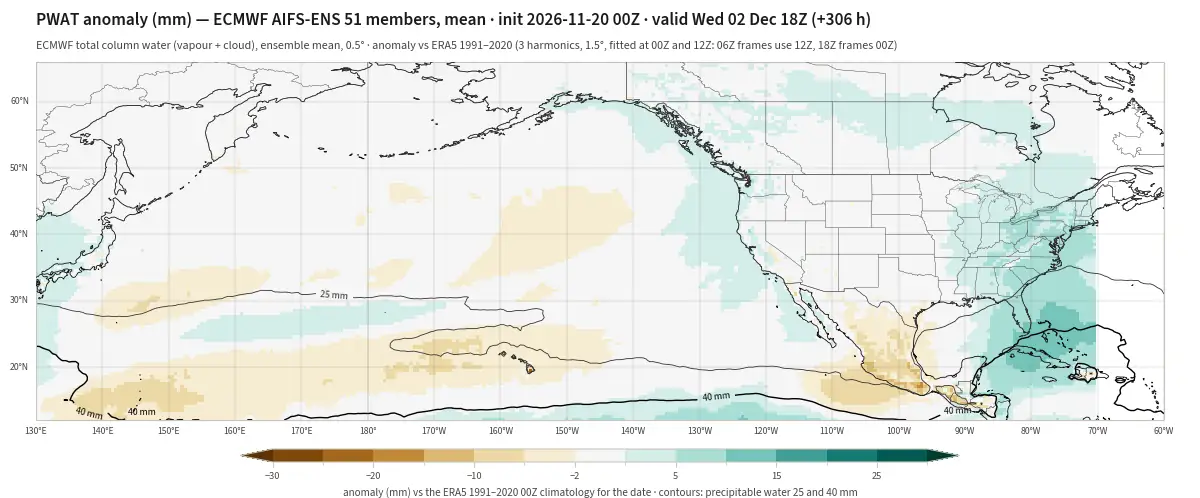 PWAT anomaly (mm) — ECMWF AIFS-ENS 51 members, mean · init 2026-11-20 00Z · valid Wed 02 Dec 18Z (+306 h)
ECMWF total column water (vapour + cloud), ensemble mean, 0.5° · anomaly vs ERA5 1991–2020 (3 harmonics, 1.5°, fitted at 00Z and 12Z: 06Z frames use 12Z, 18Z frames 00Z)
60°N
50°N
40°N
30°N
20°N
25 mm
40 mm
40 mm
40 mm
40 mm
130°E 140°E 150°E 160°E 170°E 180° 170°W 160°W 150°W 140°W 130°W 120°W 110°W 100°W 90°W 80°W 70°W 60°W
−30 −20 −10 −2 5 15 25
anomaly (mm) vs the ERA5 1991–2020 00Z climatology for the date · contours: precipitable water 25 and 40 mm